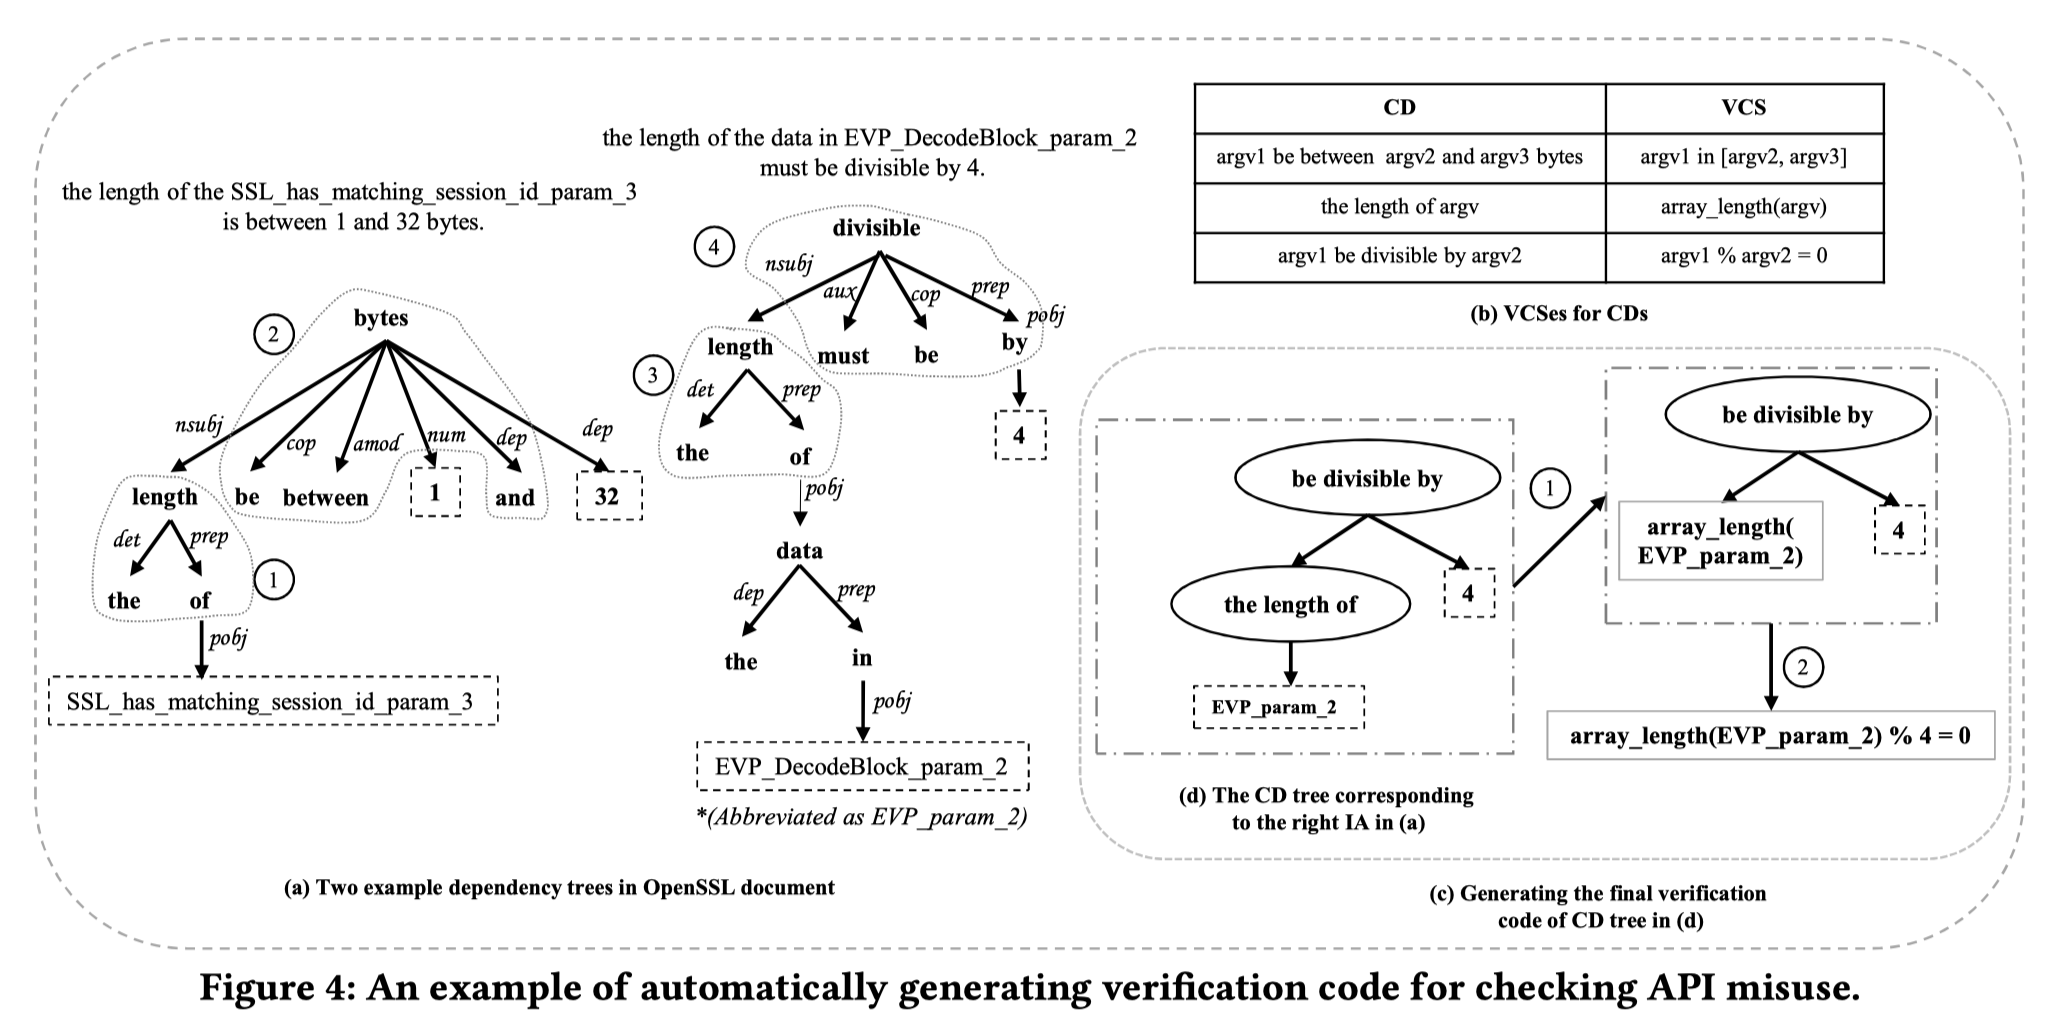 the length of the SSL_has_matching_session_id_param_3
is between 1 and 32 bytes.
2
bytes
nsubj
cop
amod
num
dep
dep
length
be
between
1
and
32
det
prep
1
the
of
pobj
SSL_has_matching_session_id_param_3
the length of the data in EVP_DecodeBlock_param_2
must be divisible by 4.
4
divisible
nsubj
aux
cop
prep
pobj
3
length
must
be
by
det
prep
4
the
of
pobj
data
dep
prep
the
in
pobj
EVP_DecodeBlock_param_2
*(Abbreviated as EVP_param_2)
(a) Two example dependency trees in OpenSSL document
CD VCS
argv1 be between argv2 and argv3 bytes argv1 in [argv2, argv3]
the length of argv array_length(argv)
argv1 be divisible by argv2 argv1 % argv2 = 0
(b) VCSes for CDs
be divisible by
the length of
4
EVP_param_2
(d) The CD tree corresponding
to the right IA in (a)
1
be divisible by
array_length(
EVP_param_2)
4
2
array_length(EVP_param_2) % 4 = 0
(c) Generating the final verification
code of CD tree in (d)
Figure 4: An example of automatically generating verification code for checking API misuse.